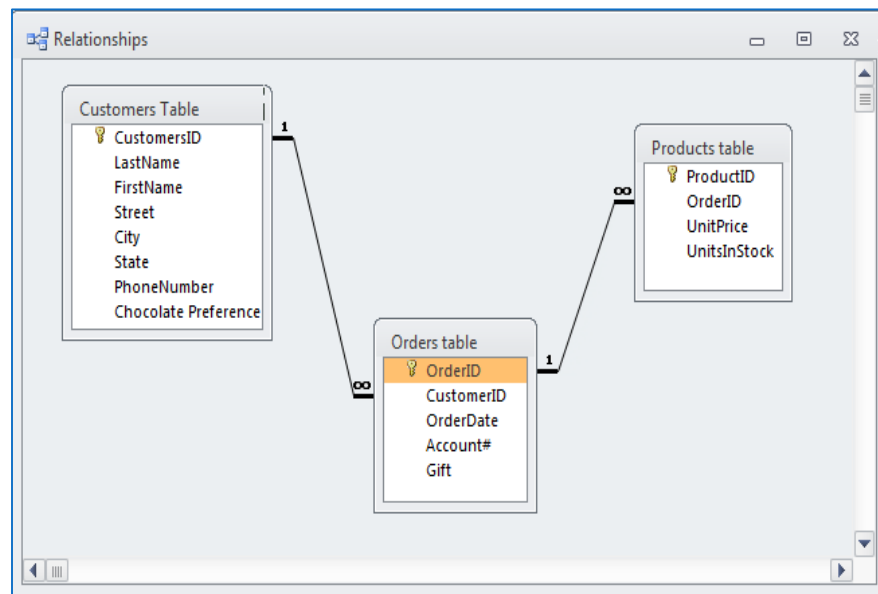 Relationships
Customers Table
CustomersID
LastName
FirstName
Street
City
State
PhoneNumber
Chocolate Preference
1
∞
Orders table
OrderID
CustomerID
OrderDate
Account#
Gift
1
∞
Products table
ProductID
OrderID
UnitPrice
UnitsInStock